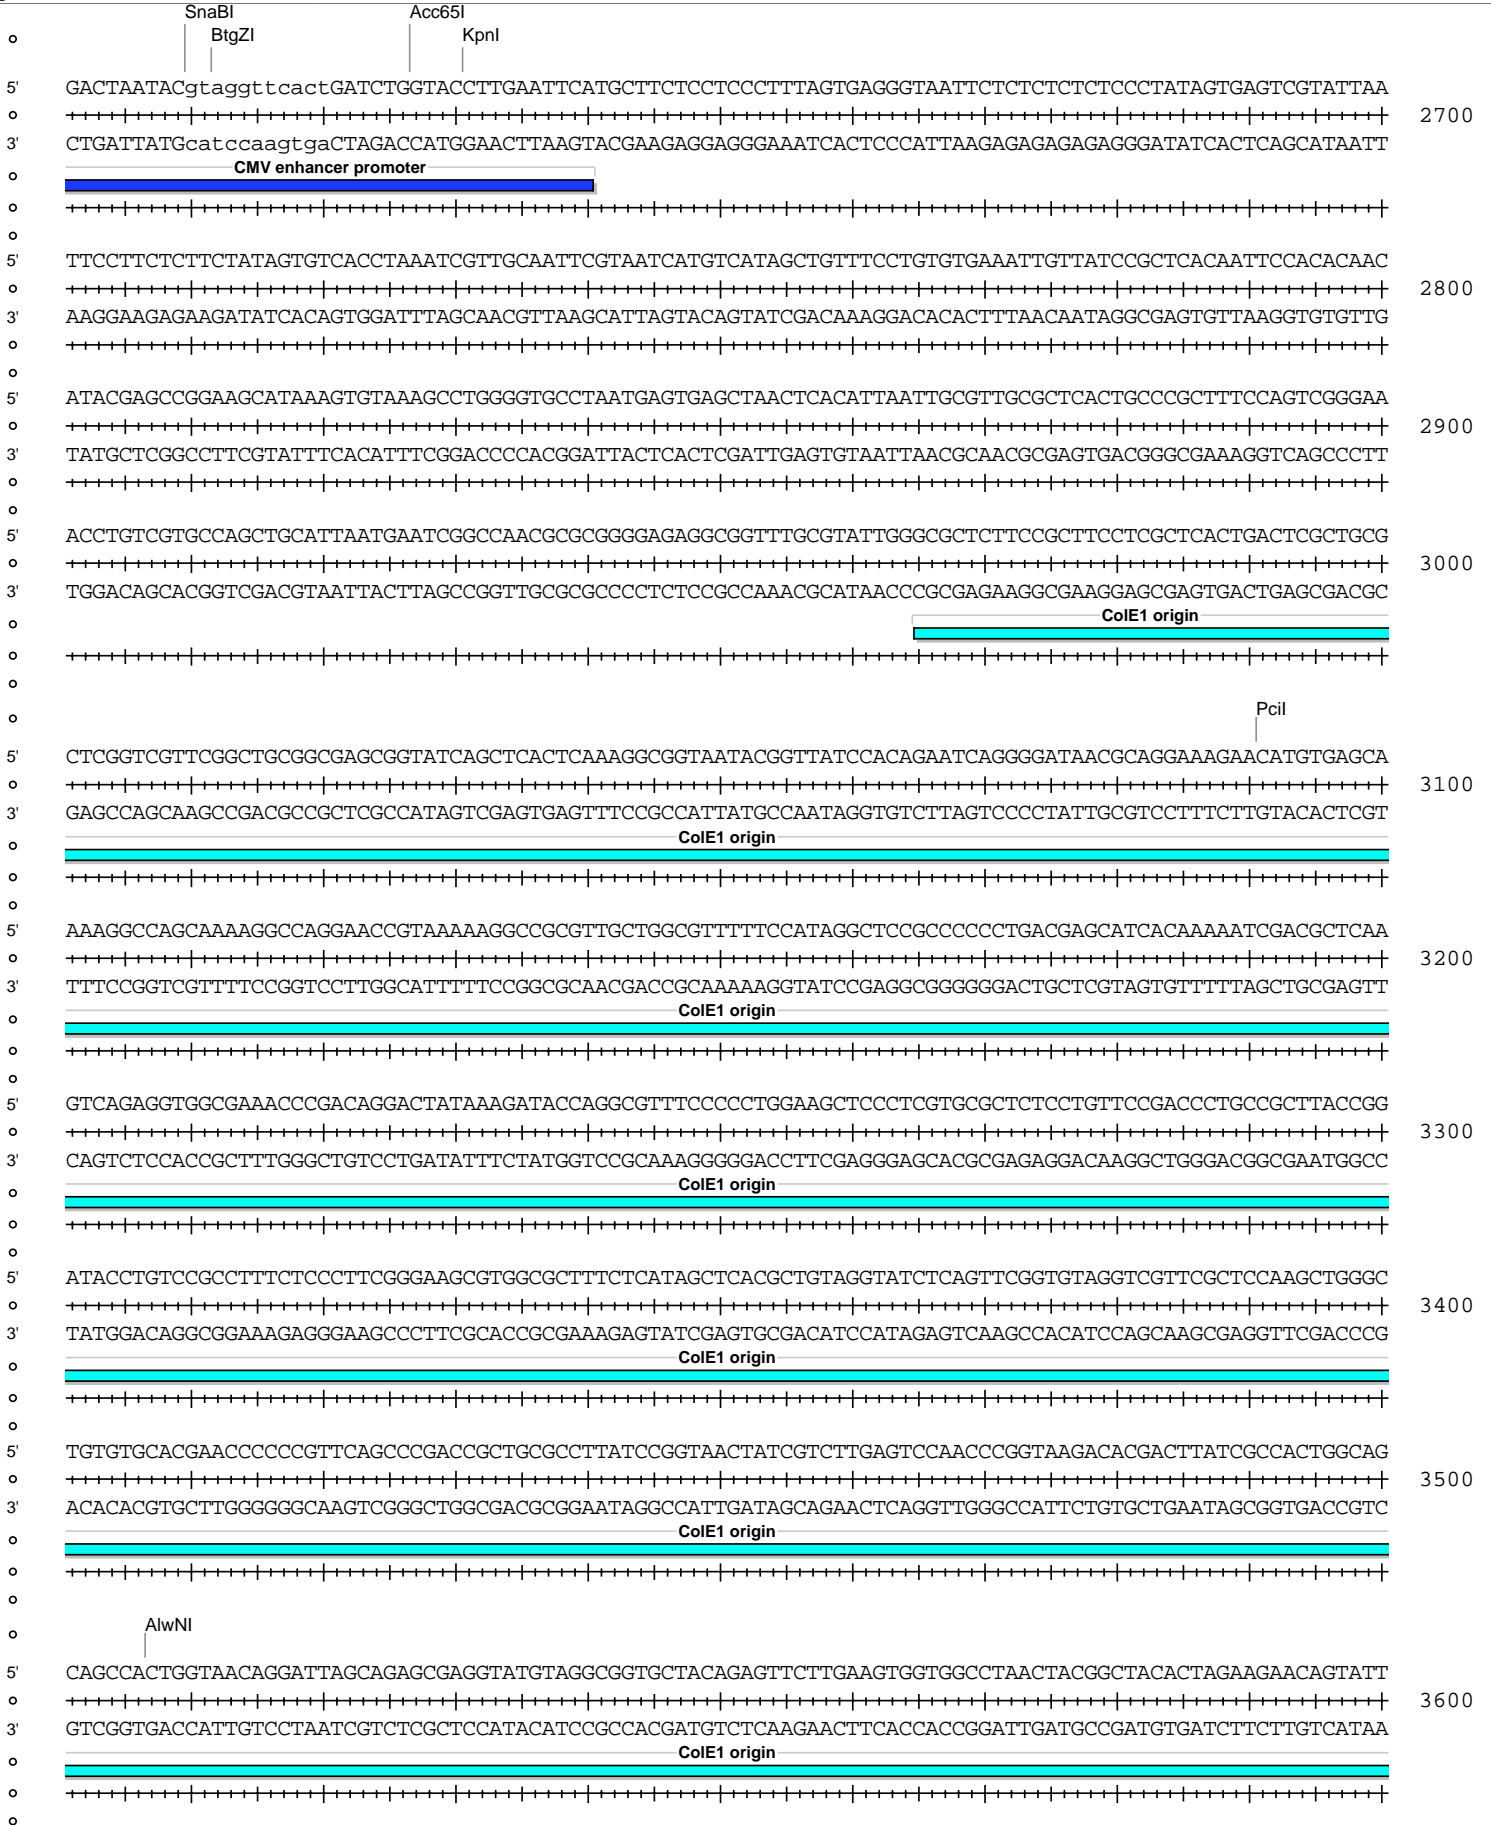 SnaBI Acc65I
BtgZI KpnI
5' GACTAATACgtaggttcactGATCTGGTACCTTGAATTCATGCTTCTCCTCCCTTTAGTGAGGGTAATTCTCTCTCTCTCCCTATAGTGAGTCGTATTAA
2700
3' CTGATTATGcatccaagtgaCTAGACCATGGAACTTAAGTACGAAGAGGAGGGAAATCACTCCCATTAAGAGAGAGAGAGGGATATCACTCAGCATAATT
CMV enhancer promoter
5' TTCCTTCTCTTCTATAGTGTCACCTAAATCGTTGCAATTCGTAATCATGTCATAGCTGTTTCCTGTGTGAAATTGTTATCCGCTCACAATTCCACACAAC
2800
3' AAGGAAGAGAAGATATCACAGTGGATTTAGCAACGTTAAGCATTAGTACAGTATCGACAAAGGACACACTTTAACAATAGGCGAGTGTTAAGGTGTGTTG
5' ATACGAGCCGGAAGCATAAAGTGTAAAGCCTGGGGTGCCTAATGAGTGAGCTAACTCACATTAATTGCGTTGCGCTCACTGCCCGCTTTCCAGTCGGGAA
2900
3' TATGCTCGGCCTTCGTATTTCACATTTCGGACCCCACGGATTACTCACTCGATTGAGTGTAATTAACGCAACGCGAGTGACGGGCGAAAGGTCAGCCCTT
5' ACCTGTCGTGCCAGCTGCATTAATGAATCGGCCAACGCGCGGGGAGAGGCGGTTTGCGTATTGGGCGCTCTTCCGCTTCCTCGCTCACTGACTCGCTGCG
3000
3' TGGACAGCACGGTCGACGTAATTACTTAGCCGGTTGCGCGCCCCTCTCCGCCAAACGCATAACCCGCGAGAAGGCGAAGGAGCGAGTGACTGAGCGACGC
ColE1 origin
PciI
5' CTCGGTCGTTCGGCTGCGGCGAGCGGTATCAGCTCACTCAAAGGCGGTAATACGGTTATCCACAGAATCAGGGGATAACGCAGGAAAGAACATGTGAGCA
3100
3' GAGCCAGCAAGCCGACGCCGCTCGCCATAGTCGAGTGAGTTTCCGCCATTATGCCAATAGGTGTCTTAGTCCCCTATTGCGTCCTTTCTTGTACACTCGT
ColE1 origin
5' AAAGGCCAGCAAAAGGCCAGGAACCGTAAAAAGGCCGCGTTGCTGGCGTTTTTCCATAGGCTCCGCCCCCCTGACGAGCATCACAAAAATCGACGCTCAA
3200
3' TTTCCGGTCGTTTTCCGGTCCTTGGCATTTTTCCGGCGCAACGACCGCAAAAAGGTATCCGAGGCGGGGGGACTGCTCGTAGTGTTTTTAGCTGCGAGTT
ColE1 origin
5' GTCAGAGGTGGCGAAACCCGACAGGACTATAAAGATACCAGGCGTTTCCCCCTGGAAGCTCCCTCGTGCGCTCTCCTGTTCCGACCCTGCCGCTTACCGG
3300
3' CAGTCTCCACCGCTTTGGGCTGTCCTGATATTTCTATGGTCCGCAAAGGGGGACCTTCGAGGGAGCACGCGAGAGGACAAGGCTGGGACGGCGAATGGCC
ColE1 origin
5' ATACCTGTCCGCCTTTCTCCCTTCGGGAAGCGTGGCGCTTTCTCATAGCTCACGCTGTAGGTATCTCAGTTCGGTGTAGGTCGTTCGCTCCAAGCTGGGC
3400
3' TATGGACAGGCGGAAAGAGGGAAGCCCTTCGCACCGCGAAAGAGTATCGAGTGCGACATCCATAGAGTCAAGCCACATCCAGCAAGCGAGGTTCGACCCG
ColE1 origin
5' TGTGTGCACGAACCCCCCGTTCAGCCCGACCGCTGCGCCTTATCCGGTAACTATCGTCTTGAGTCCAACCCGGTAAGACACGACTTATCGCCACTGGCAG
3500
3' ACACACGTGCTTGGGGGGCAAGTCGGGCTGGCGACGCGGAATAGGCCATTGATAGCAGAACTCAGGTTGGGCCATTCTGTGCTGAATAGCGGTGACCGTC
ColE1 origin
AlwNI
5' CAGCCACTGGTAACAGGATTAGCAGAGCGAGGTATGTAGGCGGTGCTACAGAGTTCTTGAAGTGGTGGCCTAACTACGGCTACACTAGAAGAACAGTATT
3600
3' GTCGGTGACCATTGTCCTAATCGTCTCGCTCCATACATCCGCCACGATGTCTCAAGAACTTCACCACCGGATTGATGCCGATGTGATCTTCTTGTCATAA
ColE1 origin